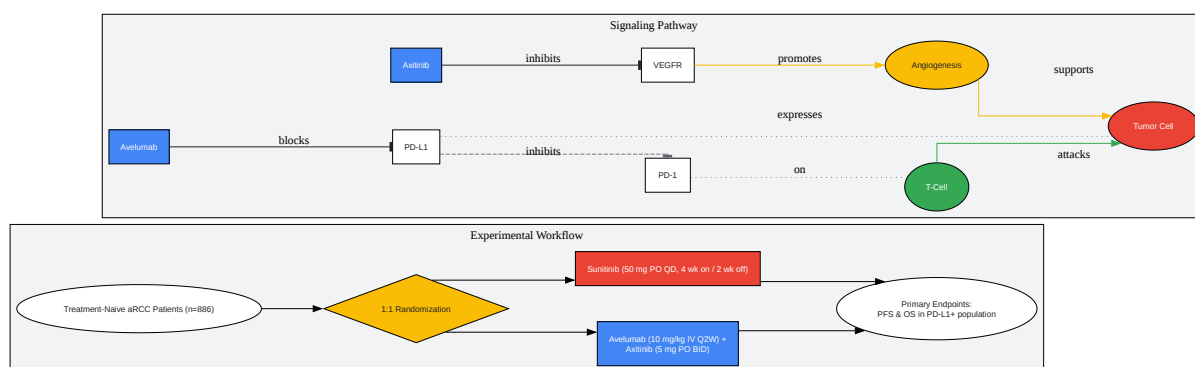 Signaling Pathway
Axitinib
inhibits
VEGFR
promotes
Angiogenesis
supports
expresses
Tumor Cell
Avelumab
blocks
PD-L1
inhibits
PD-1
on
attacks
T-Cell
Experimental Workflow
Treatment-Naive aRCC Patients (n=886)
1:1 Randomization
Sunitinib (50 mg PO QD, 4 wk on / 2 wk off)
Avelumab (10 mg/kg IV Q2W) +
Axitinib (5 mg PO BID)
Primary Endpoints:
PFS & OS in PD-L1+ population